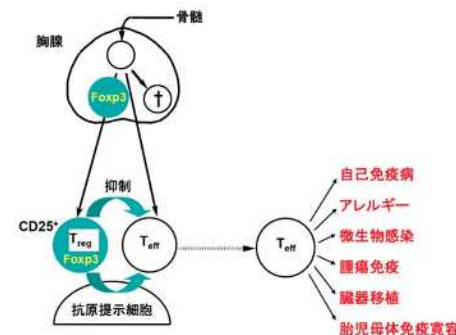 骨髄
胸腺
Foxp3
†
抑制
CD25⁺
Treg
Foxp3
Teff
抗原提示細胞
Teff
自己免疫病
アレルギー
微生物感染
腫瘍免疫
臓器移植
胎児母体免疫寛容